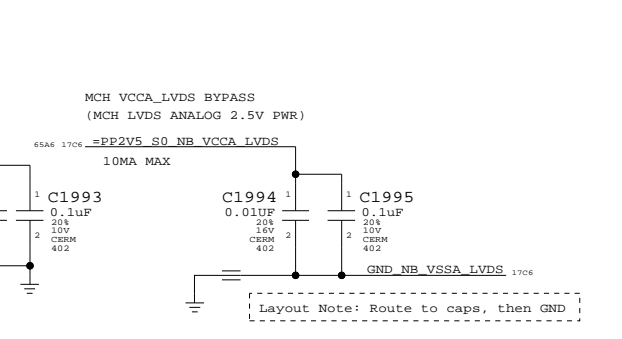 MCH VCCA_LVDS BYPASS
(MCH LVDS ANALOG 2.5V PWR)
65A6 17C6 =PP2V5_S0_NB_VCCA_LVDS
10MA MAX
1
C1993
0.1uF
20%
10V
CERM
402
2
C1994
1
0.01UF
20%
16V
CERM
402
2
1
C1995
0.1uF
20%
10V
CERM
402
2
GND_NB_VSSA_LVDS 17C6
Layout Note: Route to caps, then GND